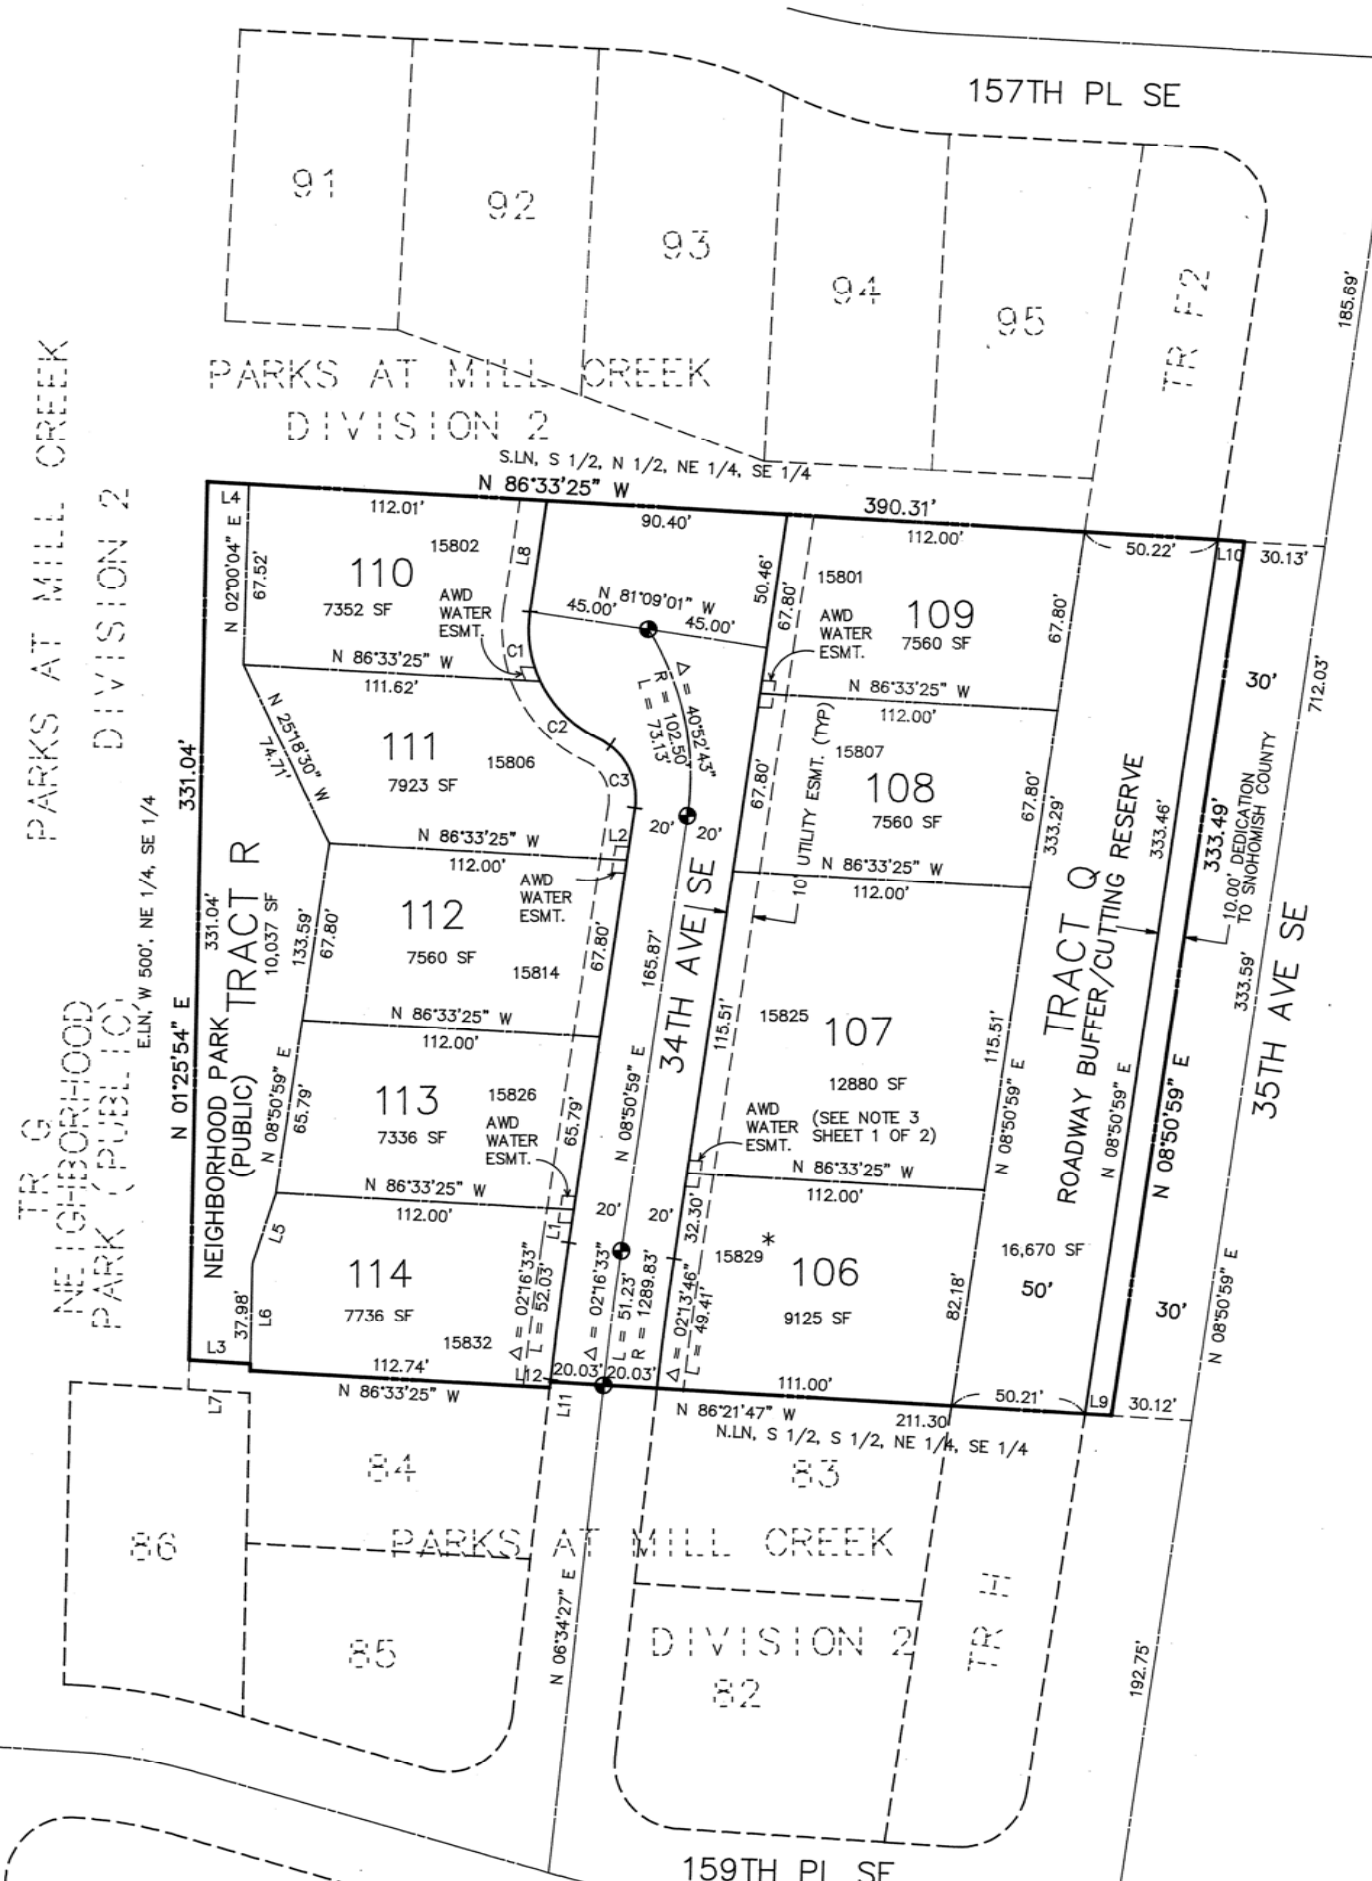 157TH PL SE
91
92
93
94
95
TR F2
185.69'
PARKS AT MILL CREEK
DIVISION 2
PARKS AT MILL CREEK
DIVISION 2
S.LN, S 1/2, N 1/2, NE 1/4, SE 1/4
N 86°33'25" W
390.31'
L4
112.01'
90.40'
112.00'
50.22'
L10
30.13'
N 02°00'04" E
67.52'
110
15802
7352 SF
AWD
WATER
ESMT.
L8
C1
N 81°09'01" W
45.00'
45.00'
50.46'
67.80'
15801
109
7560 SF
AWD
WATER
ESMT.
67.80'
N 86°33'25" W
111.62'
N 86°33'25" W
112.00'
30'
712.03'
N 25°18'30" W
74.71'
111
15806
7923 SF
C2
C3
Δ = 40°52'43"
R = 102.50'
L = 73.13'
67.80'
10' UTILITY ESMT. (TYP)
15807
108
7560 SF
67.80'
333.29'
333.46'
333.49'
10.00' DEDICATION
TO SNOHOMISH COUNTY
331.04'
E.LN, W 500', NE 1/4, SE 1/4
N 86°33'25" W
112.00'
L2
20'
20'
N 86°33'25" W
112.00'
AWD
WATER
ESMT.
331.04'
TRACT R
10,037 SF
133.59'
67.80'
112
7560 SF
15814
67.80'
165.87'
34TH AVE SE
TRACT Q
ROADWAY BUFFER/CUTTING RESERVE
333.59'
35TH AVE SE
N 01°25'54" E
NEIGHBORHOOD PARK
(PUBLIC)
TR G
NEIGHBORHOOD
PARK (PUBLIC)
N 86°33'25" W
112.00'
115.51'
15825
107
12880 SF
(SEE NOTE 3
SHEET 1 OF 2)
115.51'
N 08°50'59" E
65.79'
113
15826
7336 SF
AWD
WATER
ESMT.
65.79'
N 08°50'59" E
AWD
WATER
ESMT.
N 08°50'59" E
N 08°50'59" E
N 08°50'59" E
N 86°33'25" W
112.00'
N 86°33'25" W
112.00'
L5
L1
20'
20'
32.30'
114
7736 SF
15832
37.98'
L6
L3
Δ = 02°16'33"
L = 52.03'
Δ = 02°16'33"
L = 51.23'
R = 1289.83'
Δ = 02°13'46"
L = 49.41'
15829 *
106
9125 SF
82.18'
16,670 SF
50'
30'
N 08°50'59" E
112.74'
L12
20.03'
20.03'
111.00'
50.21'
L9
30.12'
N 86°33'25" W
L7
L11
N 86°21'47" W
211.30
N.LN, S 1/2, S 1/2, NE 1/4, SE 1/4
84
83
86
PARKS AT MILL CREEK
DIVISION 2
85
82
N 06°34'27" E
TR H
192.75'
159TH PL SE